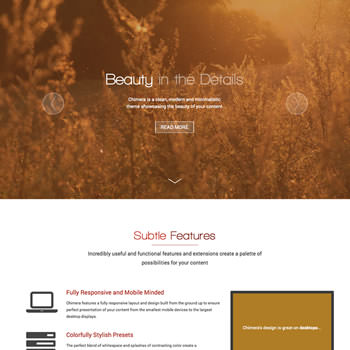 Beauty in the Details
Chimera is a clean, modern and minimalistic
theme showcasing the beauty of your content.
READ MORE
Subtle Features
Incredibly useful and functional features and extensions create a palette of
possibilities for your content
Fully Responsive and Mobile Minded
Chimera features a fully responsive layout and design built from the ground up to ensure
perfect presentation of your content from the smallest mobile devices to the largest
desktop displays.
Colorfully Stylish Presets
The perfect blend of whitespace and splashes of contrasting color create a
Chimera's design is great on desktops...